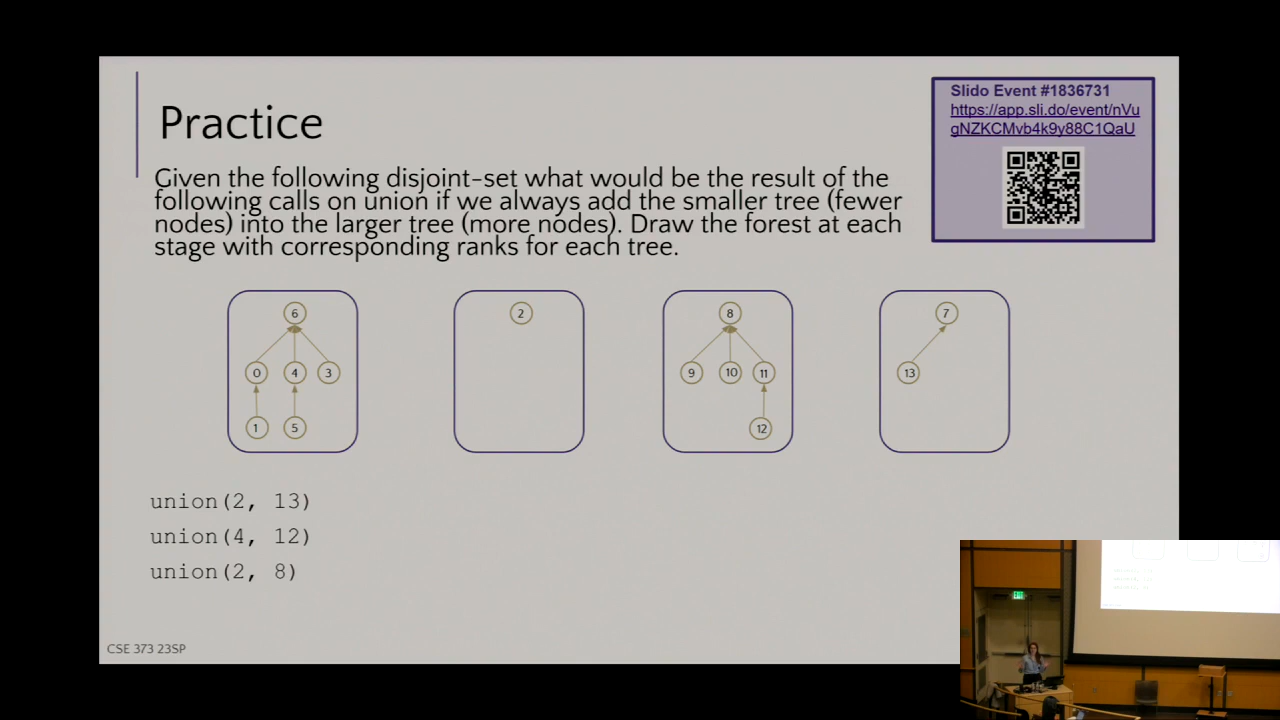 Practice
Slido Event #1836731
https://app.sli.do/event/nVu
gNZKCMvb4k9y88C1QaU
Given the following disjoint-set what would be the result of the
following calls on union if we always add the smaller tree (fewer
nodes) into the larger tree (more nodes). Draw the forest at each
stage with corresponding ranks for each tree.
6
0 4 3
1 5
2
8
9 10 11
12
7
13
union(2, 13)
union(4, 12)
union(2, 8)
CSE 373 23SP